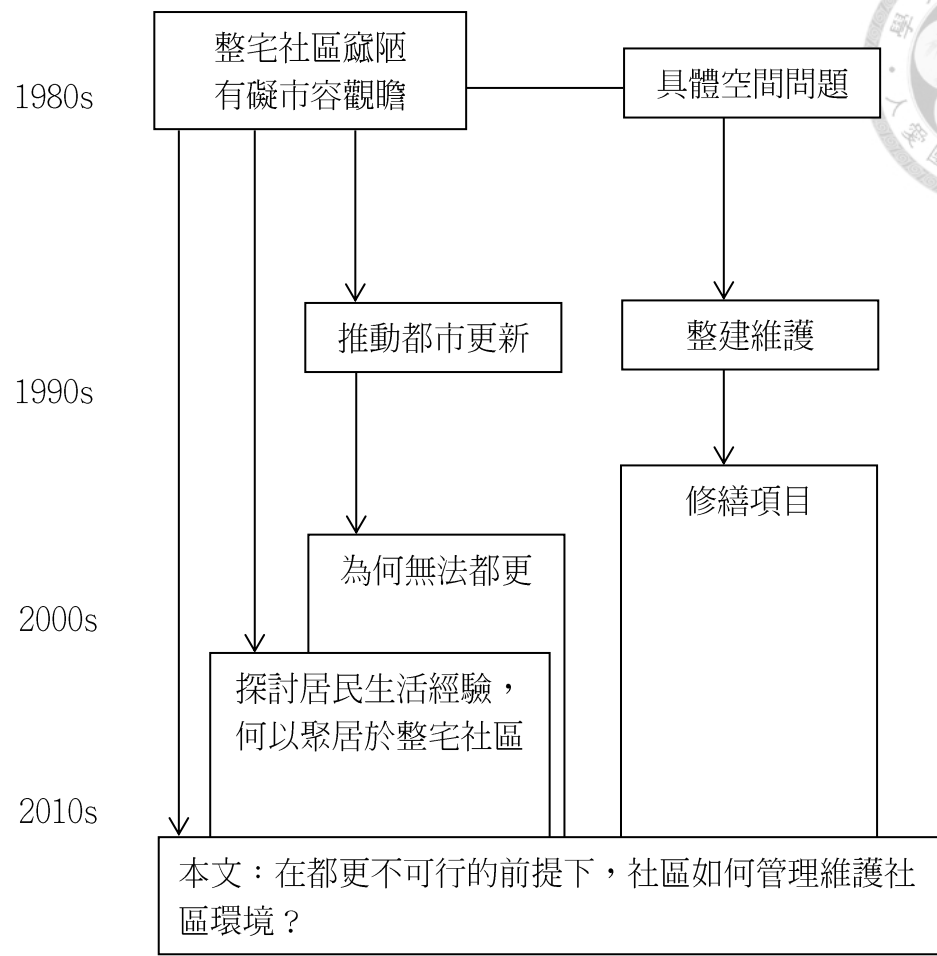 1980s
整宅社區窳陋
有礙市容觀瞻
具體空間問題
推動都市更新
整建維護
1990s
修繕項目
為何無法都更
2000s
探討居民生活經驗，
何以聚居於整宅社區
2010s
本文：在都更不可行的前提下，社區如何管理維護社
區環境？